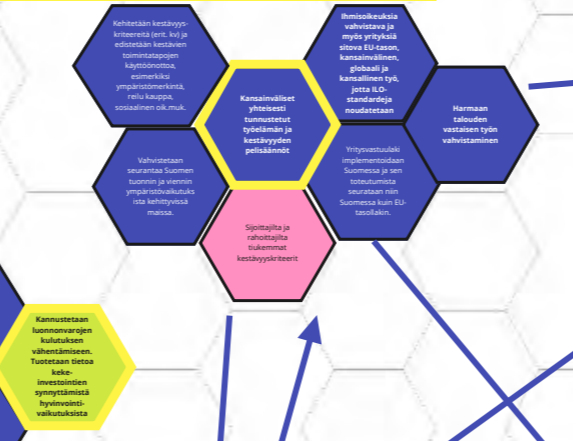 Kehitetään kestävyys-
kriteereitä (erit. kv) ja
edistetään kestävien
toimintatapojen
käyttöönottoa,
esimerkiksi
ympäristömerkintä,
reilu kauppa,
sosiaalinen oik.muk.
Ihmisoikeuksia
vahvistava ja
myös yrityksiä
sitova EU-tason,
kansainvälinen,
globaali ja
kansallinen työ,
jotta ILO-
standardeja
noudatetaan
Kansainväliset
yhteisesti
tunnustetut
työelämän ja
kestävyyden
pelisäännöt
Harmaan
talouden
vastaisen työn
vahvistaminen
Vahvistetaan
seurantaa Suomen
tuonnin ja viennin
ympäristövaikutuks
ista kehittyvissä
maissa.
Yritysvastuulaki
implementoidaan
Suomessa ja sen
toteutumista
seurataan niin
Suomessa kuin EU-
tasollakin.
Sijoittajilta ja
rahoittajilta
tiukemmat
kestävyyskriteerit
Kannustetaan
luonnonvarojen
kulutuksen
vähentämiseen.
Tuotetaan tietoa
keke-
investointien
synnyttämistä
hyvinvointi-
vaikutuksista